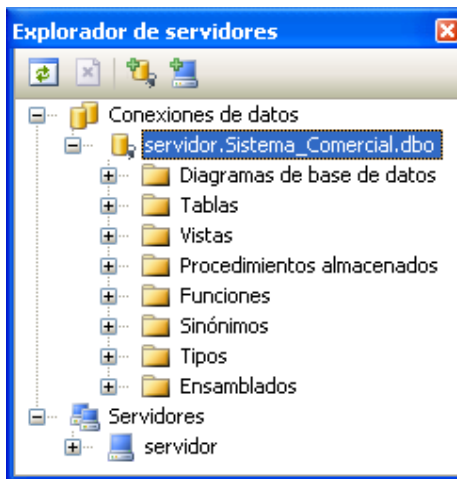 Explorador de servidores
Conexiones de datos
servidor.Sistema_Comercial.dbo
Diagramas de base de datos
Tablas
Vistas
Procedimientos almacenados
Funciones
Sinónimos
Tipos
Ensamblados
Servidores
servidor